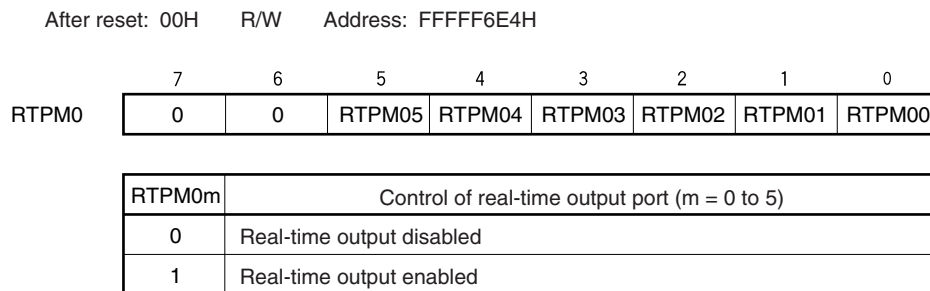 After reset: 00H R/W Address: FFFFF6E4H
7 6 5 4 3 2 1 0
RTPM0 0 0 RTPM05 RTPM04 RTPM03 RTPM02 RTPM01 RTPM00
RTPM0m Control of real-time output port (m = 0 to 5)
0 Real-time output disabled
1 Real-time output enabled